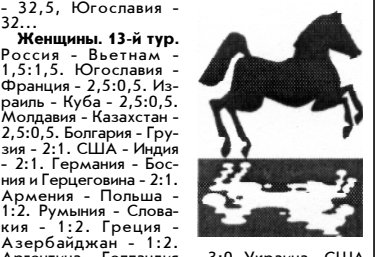 - 32,5, Югославия -
32...
Женщины. 13-й тур.
Россия - Вьетнам -
1,5:1,5. Югославия -
Франция - 2,5:0,5. Из-
раиль - Куба - 2,5:0,5.
Молдавия - Казахстан -
2,5:0,5. Болгария - Гру-
зия - 2:1. США - Индия
- 2:1. Германия - Бос-
ния и Герцеговина - 2:1.
Армения - Польша -
1:2. Румыния - Слова-
кия - 1:2. Греция -
Азербайджан - 1:2.
Аргентина - Голландия
- 3:0. Украина - США